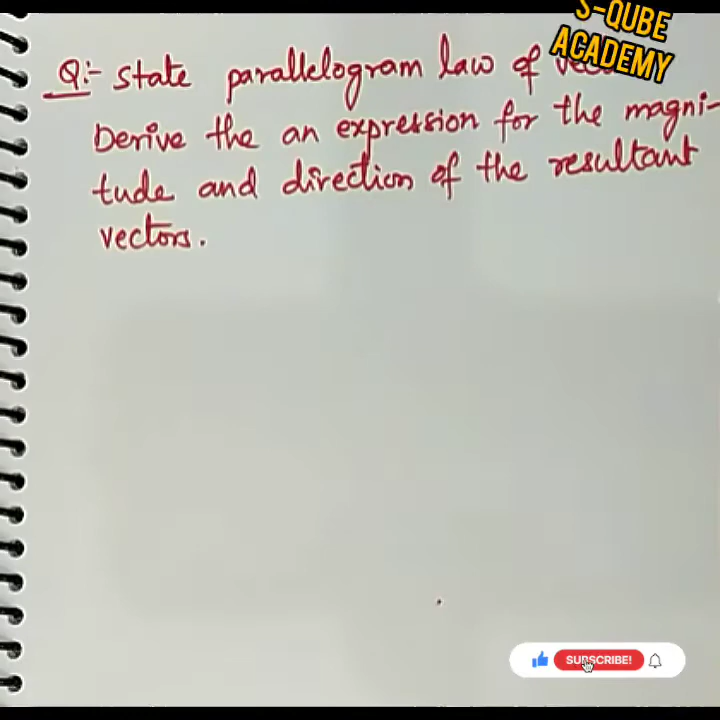 S-QUBE
ACADEMY
Q:- State parallelogram law of
Derive the an expression for the magni-
tude and direction of the resultant
vectors.
SUBSCRIBE!